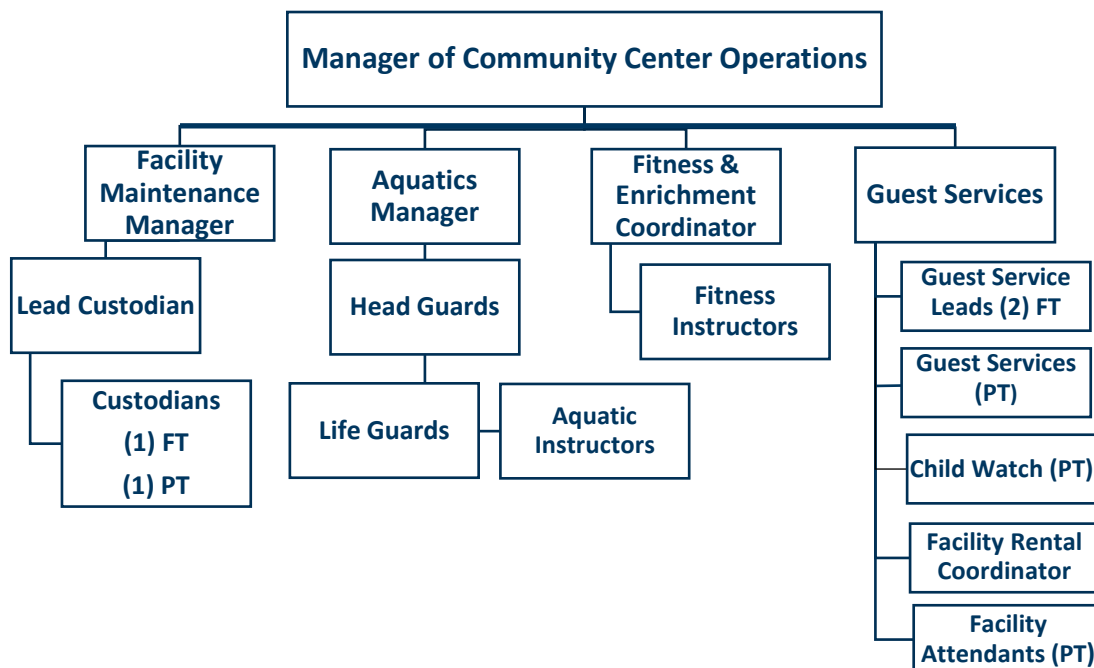 Manager of Community Center Operations
Facility
Maintenance
Manager
Aquatics
Manager
Fitness &
Enrichment
Coordinator
Guest Services
Lead Custodian
Head Guards
Fitness
Instructors
Guest Service
Leads (2) FT
Custodians
(1) FT
(1) PT
Life Guards
Aquatic
Instructors
Guest Services
(PT)
Child Watch (PT)
Facility Rental
Coordinator
Facility
Attendants (PT)